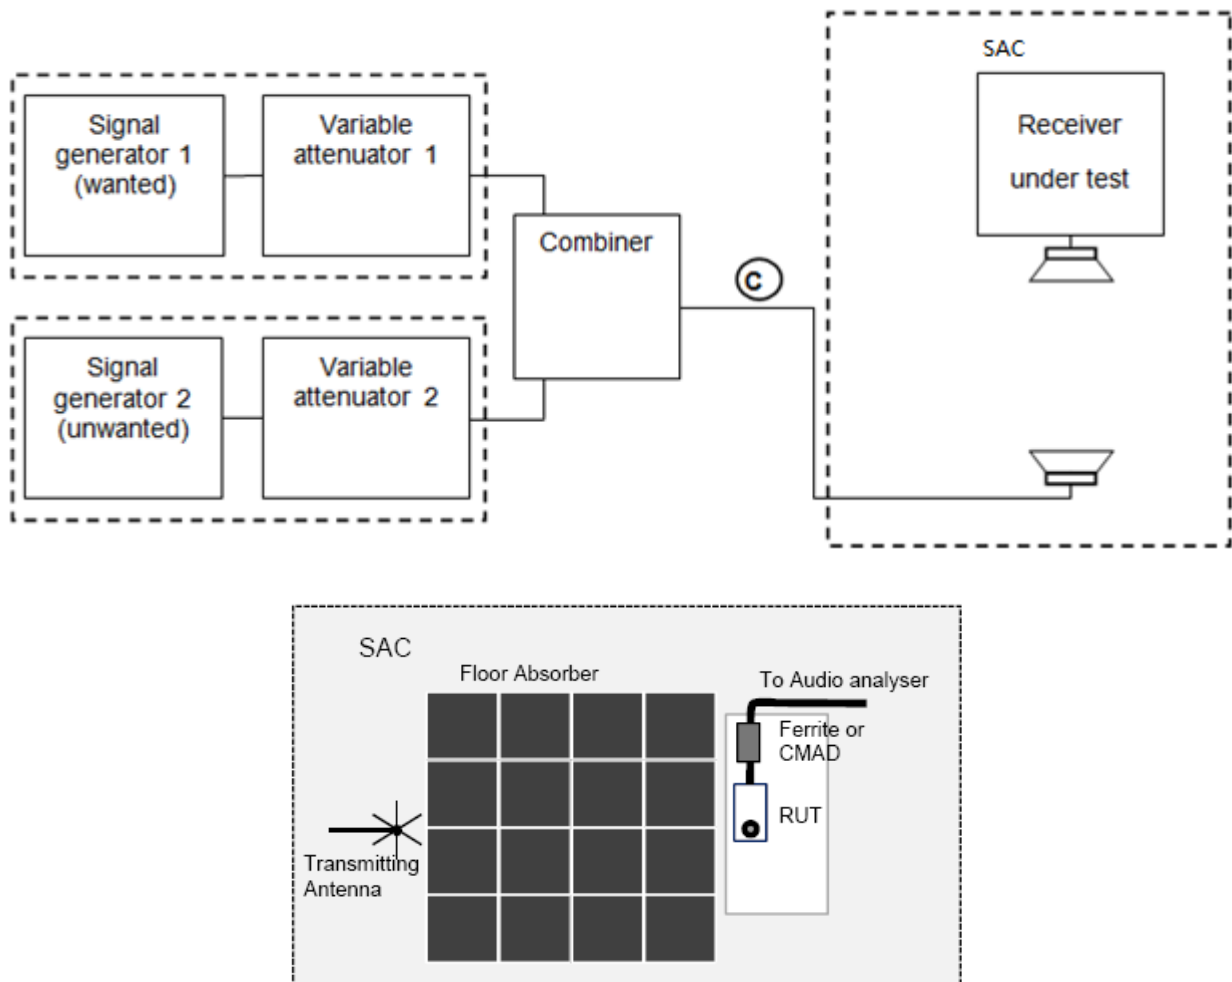 SAC
Signal
generator 1
(wanted)
Variable
attenuator 1
Receiver
under test
Combiner
C
Signal
generator 2
(unwanted)
Variable
attenuator 2
SAC
Floor Absorber
To Audio analyser
Ferrite or
CMAD
RUT
Transmitting
Antenna